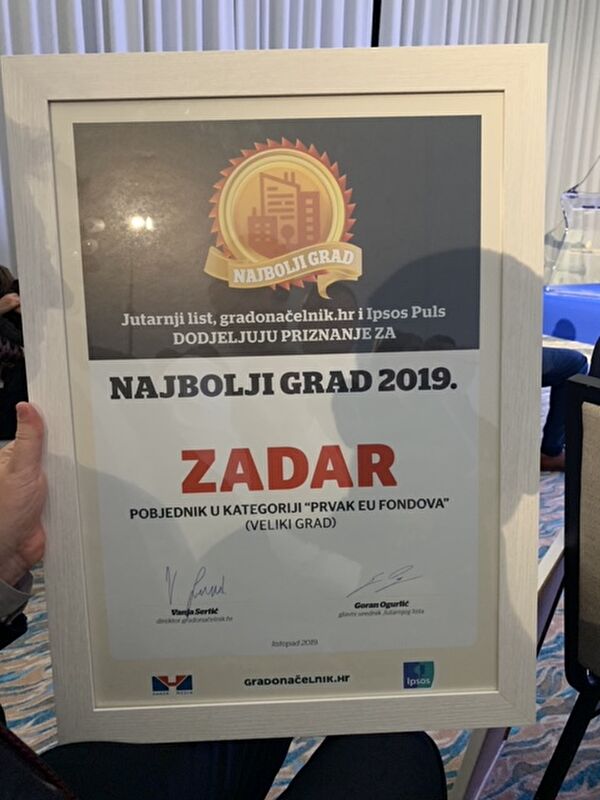 NAJBOLJI GRAD
Jutarnji list, gradonačelnik.hr i Ipsos Puls
DODJELJUJU PRIZNANJE ZA
NAJBOLJI GRAD 2019.
ZADAR
POBJEDNIK U KATEGORIJI "PRVAK EU FONDOVA"
(VELIKI GRAD)
Vanja Sertić
direktor gradonačelnik.hr
Goran Ogurlić
glavni urednik Jutarnjeg lista
listopad 2019.
HANZA MEDIA
GRADONAČELNIK.HR
Ipsos